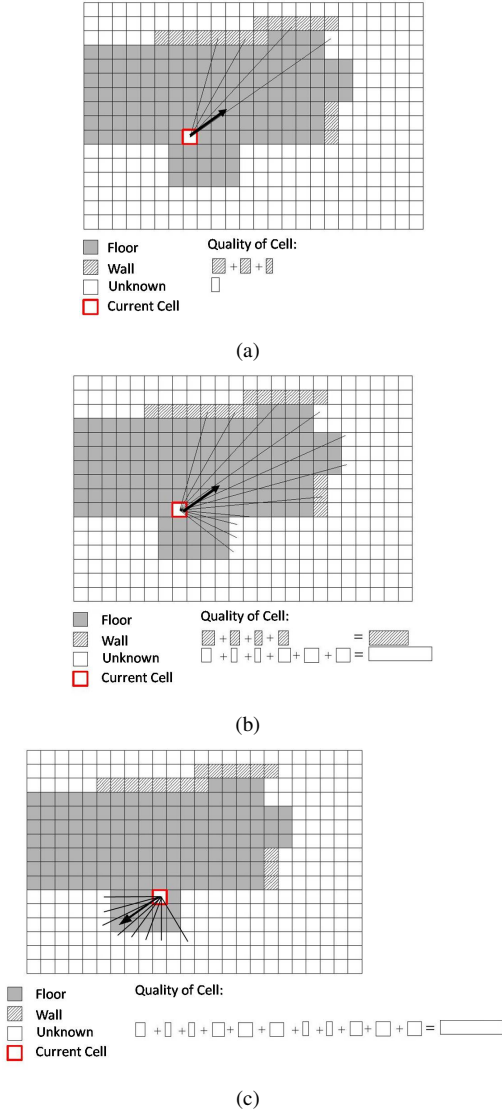 Floor
Quality of Cell:
Wall
+ +
Unknown
Current Cell
(a)
Floor
Quality of Cell:
Wall
+ + + =
Unknown
+ + + + + =
Current Cell
(b)
Floor
Quality of Cell:
Wall
Unknown
+ + + + + + + + + + + =
Current Cell
(c)